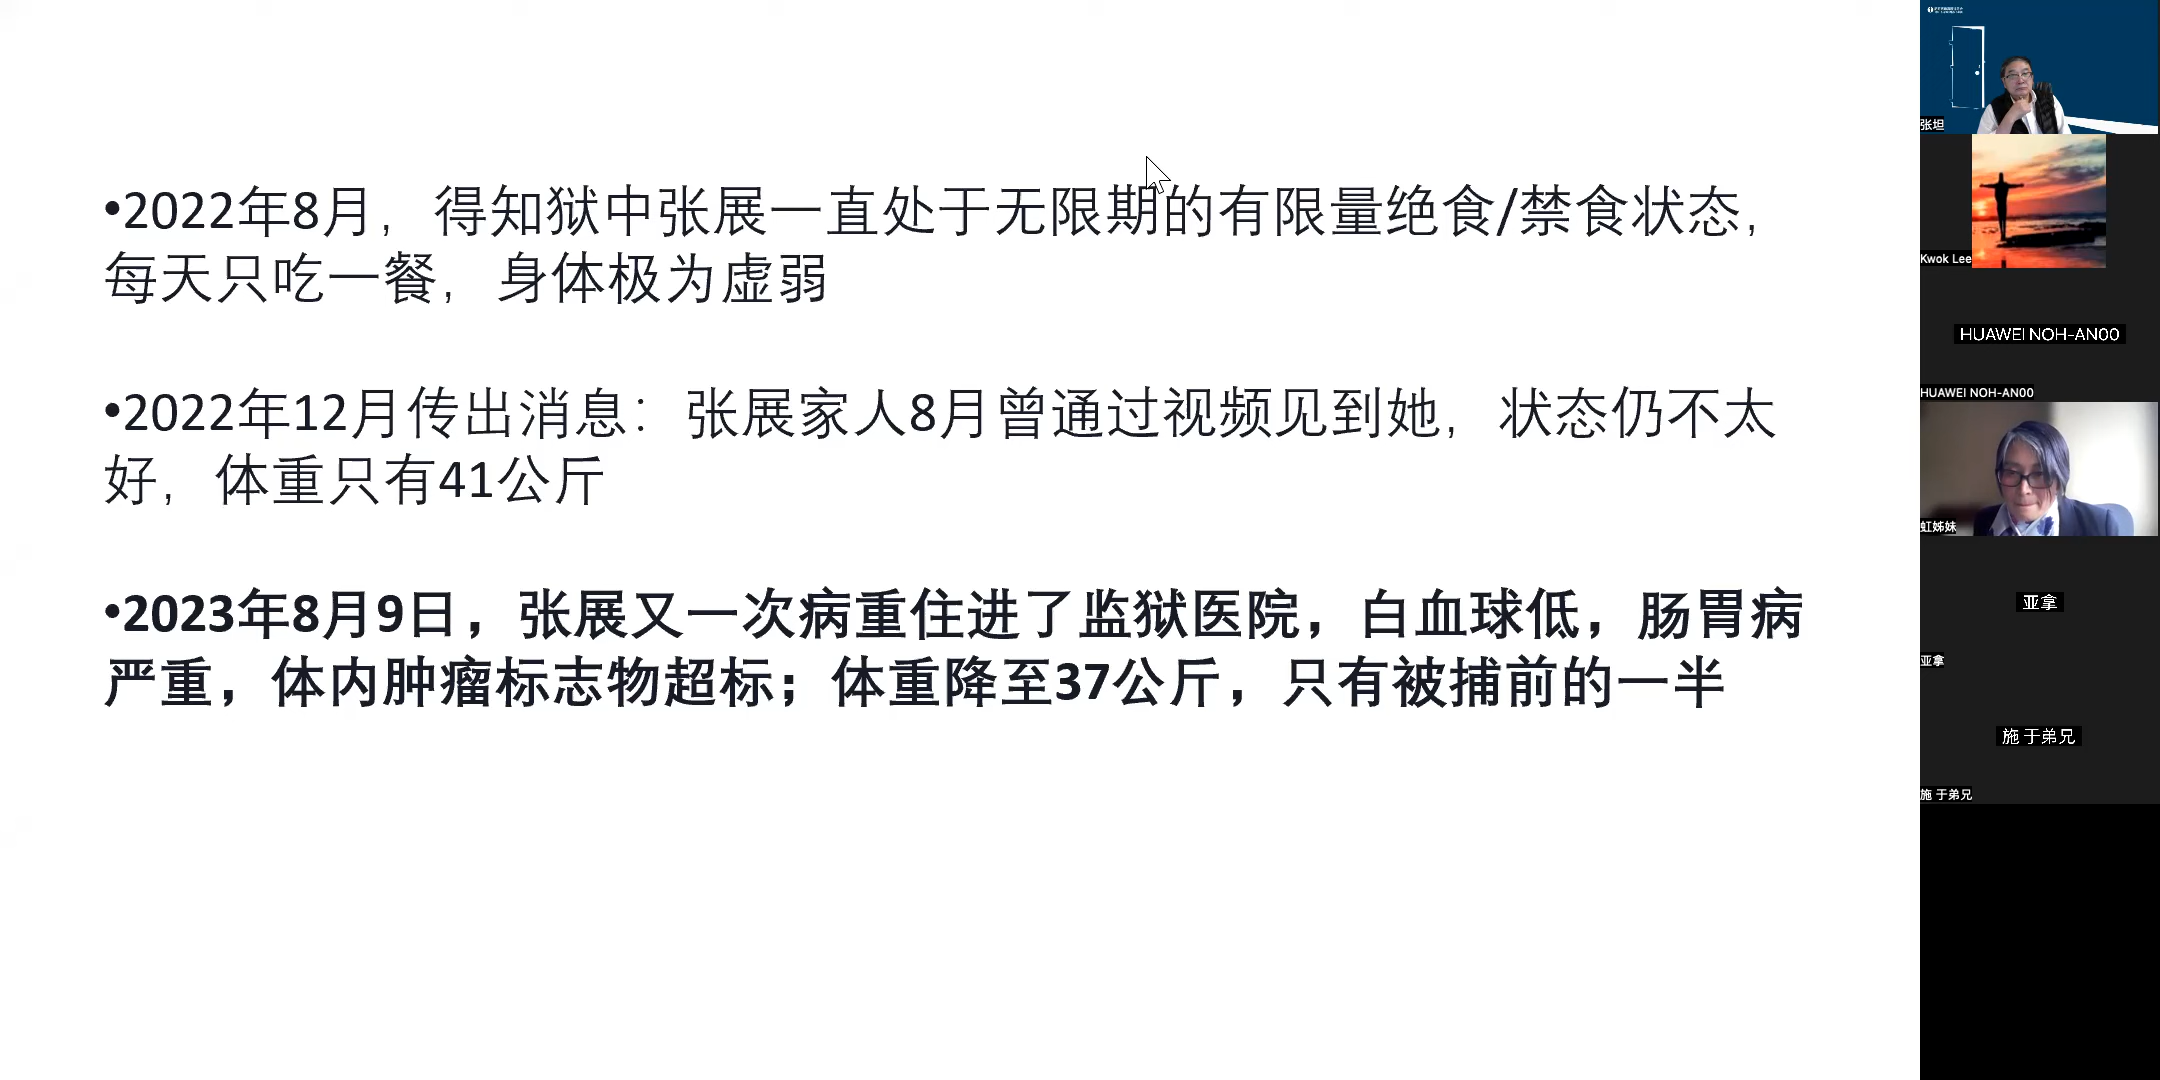 •2022年8月，得知狱中张展一直处于无限期的有限量绝食/禁食状态，
每天只吃一餐，身体极为虚弱
•2022年12月传出消息：张展家人8月曾通过视频见到她，状态仍不太
好，体重只有41公斤
•2023年8月9日，张展又一次病重住进了监狱医院，白血球低，肠胃病
严重，体内肿瘤标志物超标；体重降至37公斤，只有被捕前的一半
张坦
Kwok Lee
HUAWEI NOH-AN00
HUAWEI NOH-AN00
虹姊妹
亚拿
亚拿
施 于弟兄
施 于弟兄